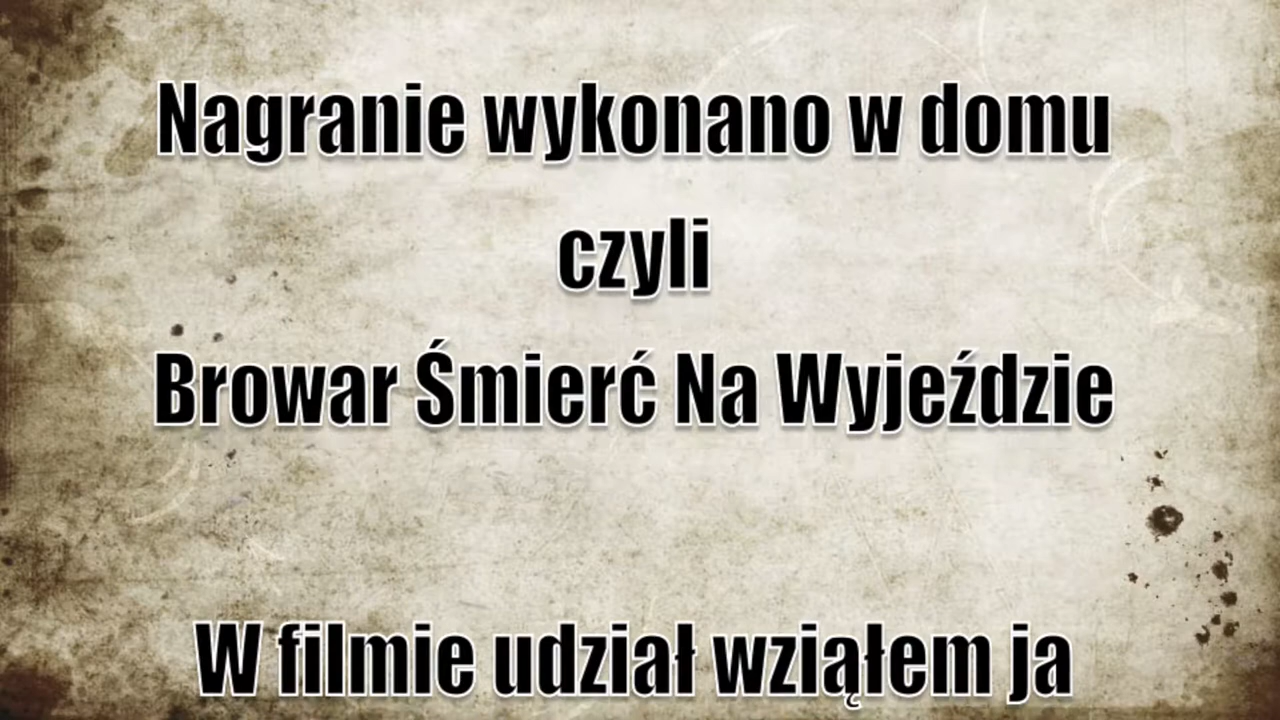 Nagranie wykonano w domu
czyli
Browar Śmierć Na Wyjeździe
W filmie udział wziąłem ja